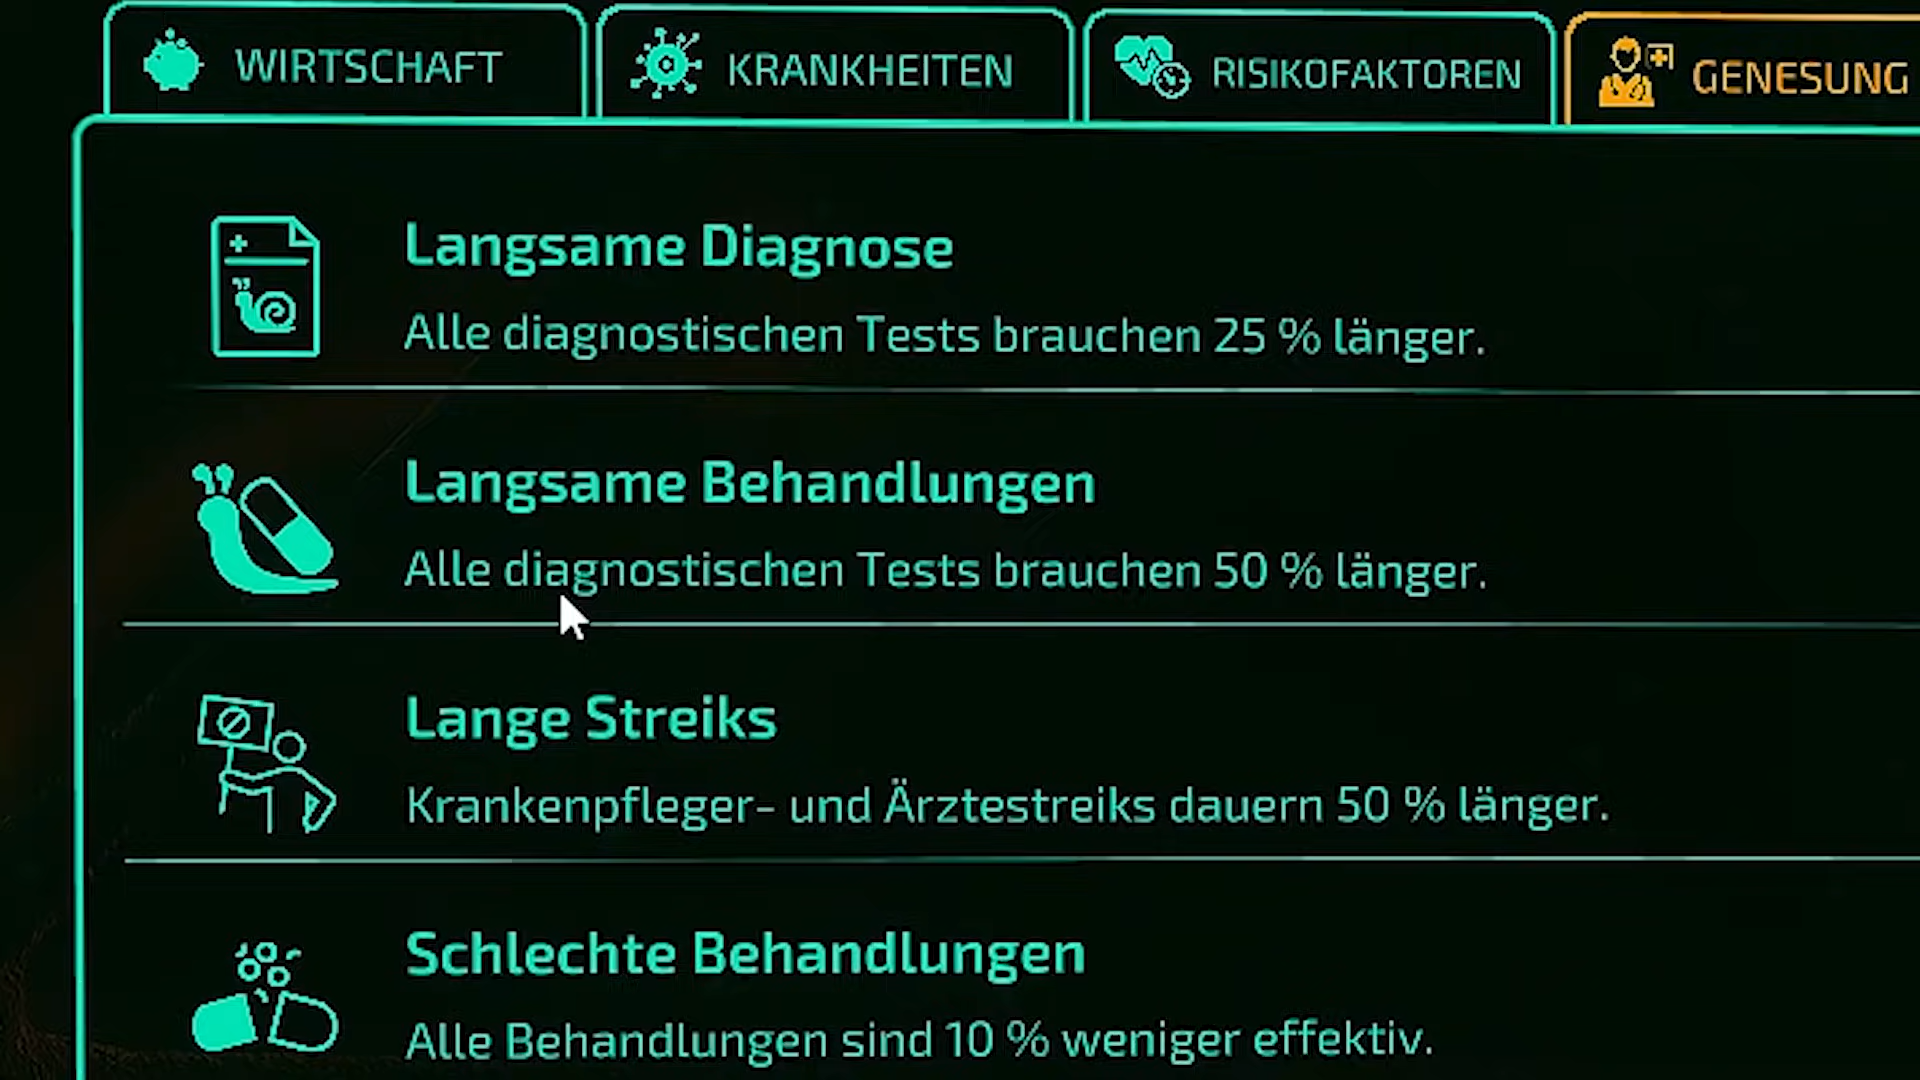 WIRTSCHAFT
KRANKHEITEN
RISIKOFAKTOREN
GENESUNG
Langsame Diagnose
Alle diagnostischen Tests brauchen 25 % länger.
Langsame Behandlungen
Alle diagnostischen Tests brauchen 50 % länger.
Lange Streiks
Krankenpfleger- und Ärztestreiks dauern 50 % länger.
Schlechte Behandlungen
Alle Behandlungen sind 10 % weniger effektiv.